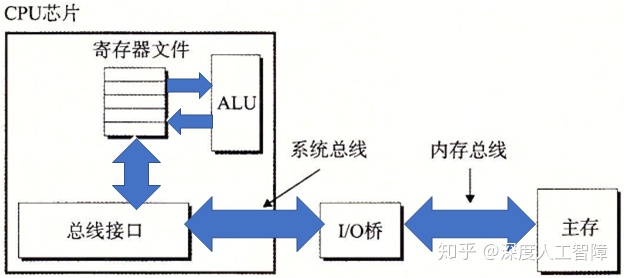 CPU芯片
寄存器文件
ALU
系统总线
内存总线
总线接口
I/O桥
主存
知乎 @深度人工智障